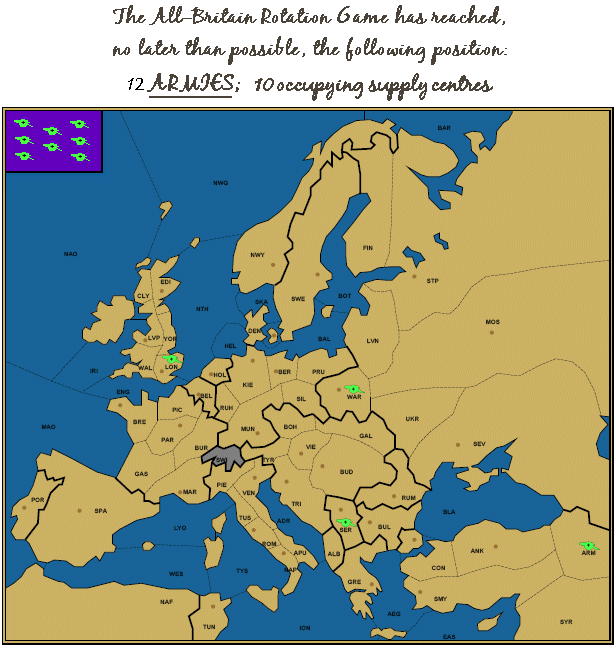 The All-Britain Rotation Game has reached,
no later than possible, the following position:
12 ARMIES; 10 occupying supply centres
BAR
NWG
NAO
NWY
FIN
STP
EDI
CLY
SKA
SWE
BOT
NTH
MOS
DEN
LVP
YOR
BAL
LVN
HEL
IRI
WAL
LON
HOL
KIE
BER
PRU
ENG
BEL
WAR
SIL
RUH
PIC
UKR
MAO
BRE
BOH
MUN
GAL
PAR
SEV
BUR
VIE
SWI
TYR
BUD
GAS
PIE
VEN
POR
MAR
TRI
RUM
SPA
BLA
TUS
ADR
SER
BUL
LYO
ROM
ANK
ARM
APU
ALB
CON
WES
TYS
NAP
GRE
SMY
NAF
AEG
SYR
TUN
ION
EAS